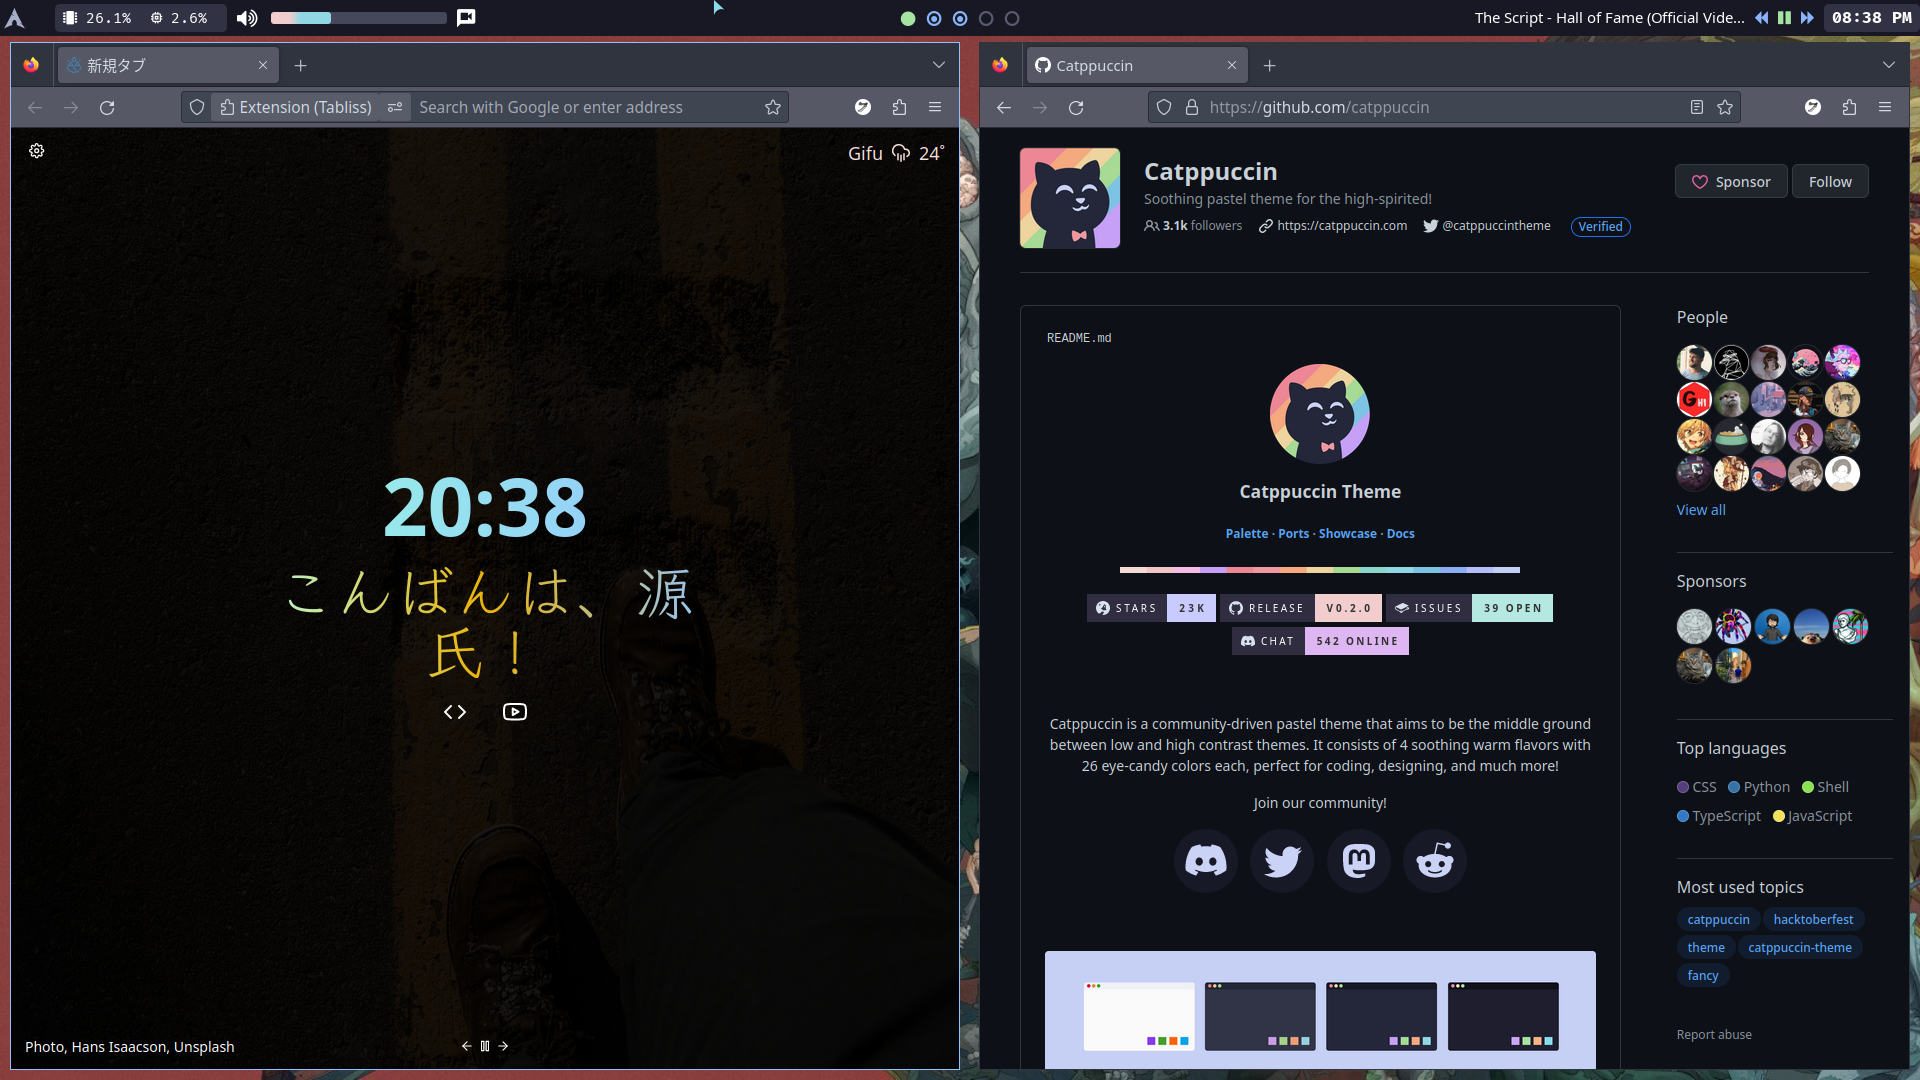 26.1% 2.6%
The Script - Hall of Fame (Official Vide...
08:38 PM
新規タブ
Extension (Tabliss)
Search with Google or enter address
Gifu 24°
20:38
こんばんは、源
氏！
Photo, Hans Isaacson, Unsplash
Catppuccin
https://github.com/catppuccin
Catppuccin
Soothing pastel theme for the high-spirited!
3.1k followers https://catppuccin.com @catppuccintheme Verified
Sponsor Follow
README.md
Catppuccin Theme
Palette · Ports · Showcase · Docs
STARS 23K RELEASE V0.2.0 ISSUES 39 OPEN
CHAT 542 ONLINE
Catppuccin is a community-driven pastel theme that aims to be the middle ground
between low and high contrast themes. It consists of 4 soothing warm flavors with
26 eye-candy colors each, perfect for coding, designing, and much more!
Join our community!
People
View all
Sponsors
Top languages
CSS Python Shell
TypeScript JavaScript
Most used topics
catppuccin hacktoberfest
theme catppuccin-theme
fancy
Report abuse